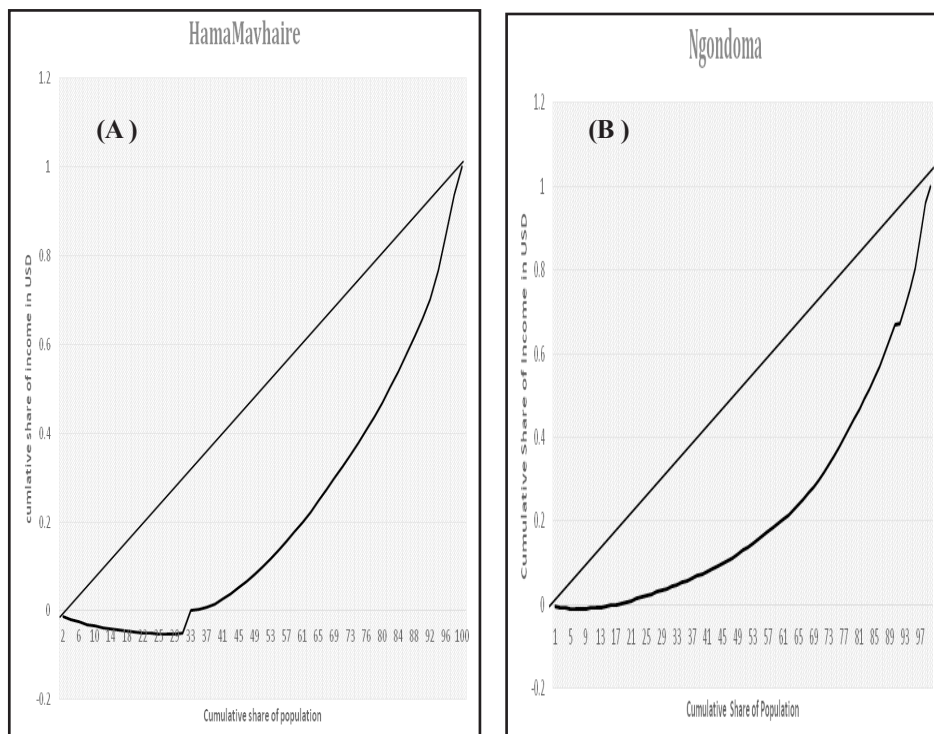 HamaMavhaire
1.2
(A )
1
0.8
0.6
0.4
0.2
0
-0.2
cumlative share of income in USD
2 6 10 14 18 22 25 29 33 37 41 45 49 53 57 61 65 69 73 76 80 84 88 92 96 100
Cumulative share of population
Ngondoma
1.2
(B )
1
0.8
0.6
0.4
0.2
0
-0.2
Cumulative Share of Income in USD
1 5 9 13 17 21 25 29 33 37 41 45 49 53 57 61 65 69 73 77 81 85 89 93 97
Cumulative Share of Population